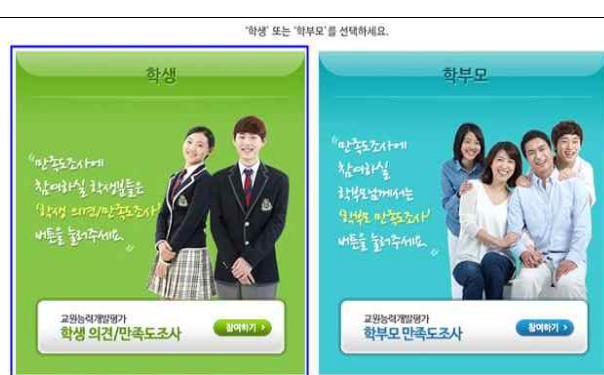 '학생' 또는 '학부모'를 선택하세요.
학생
"만족도조사에
참여하실 학생분들은
'학생 의견/만족도조사'
버튼을 눌러주세요."
교원능력개발평가
학생 의견/만족도조사
참여하기 >
학부모
"만족도조사에
참여하실
학부모님께서는
'학부모 만족도조사'
버튼을 눌러주세요."
교원능력개발평가
학부모 만족도조사
참여하기 >